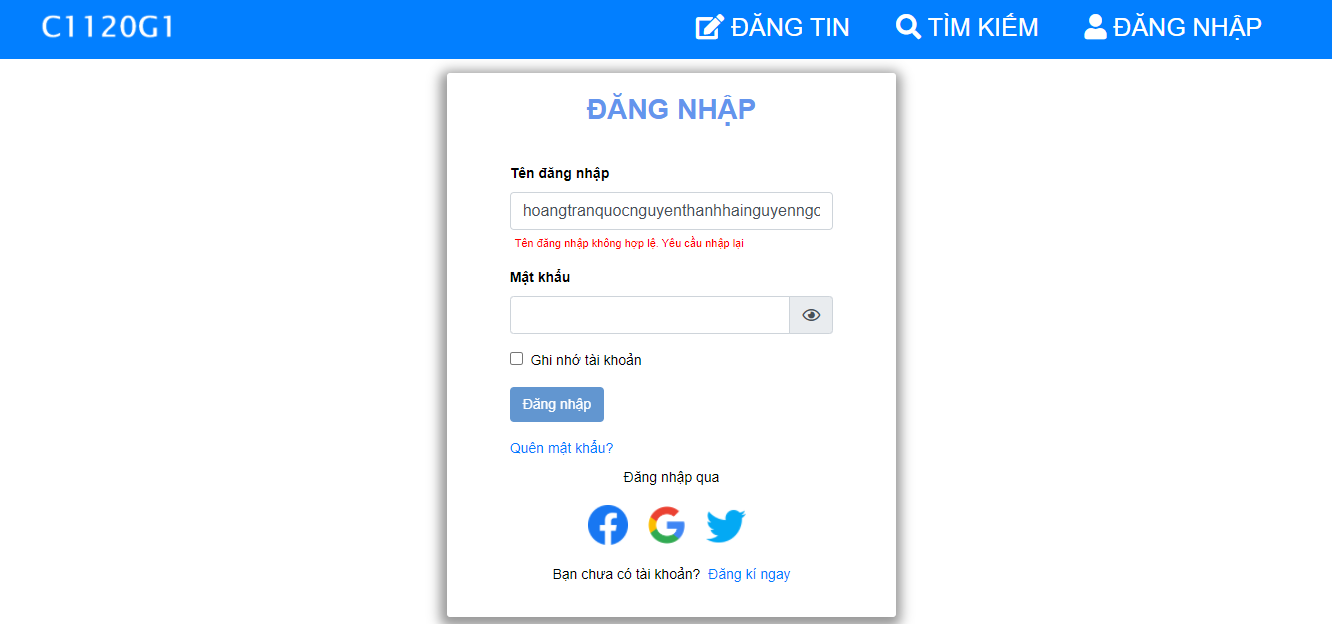 C1120G1
ĐĂNG TIN
TÌM KIẾM
ĐĂNG NHẬP
ĐĂNG NHẬP
Tên đăng nhập
hoangtranquocnguyenthanhhainguyenngo
Tên đăng nhập không hợp lệ. Yêu cầu nhập lại
Mật khẩu
Ghi nhớ tài khoản
Đăng nhập
Quên mật khẩu?
Đăng nhập qua
Bạn chưa có tài khoản? Đăng kí ngay